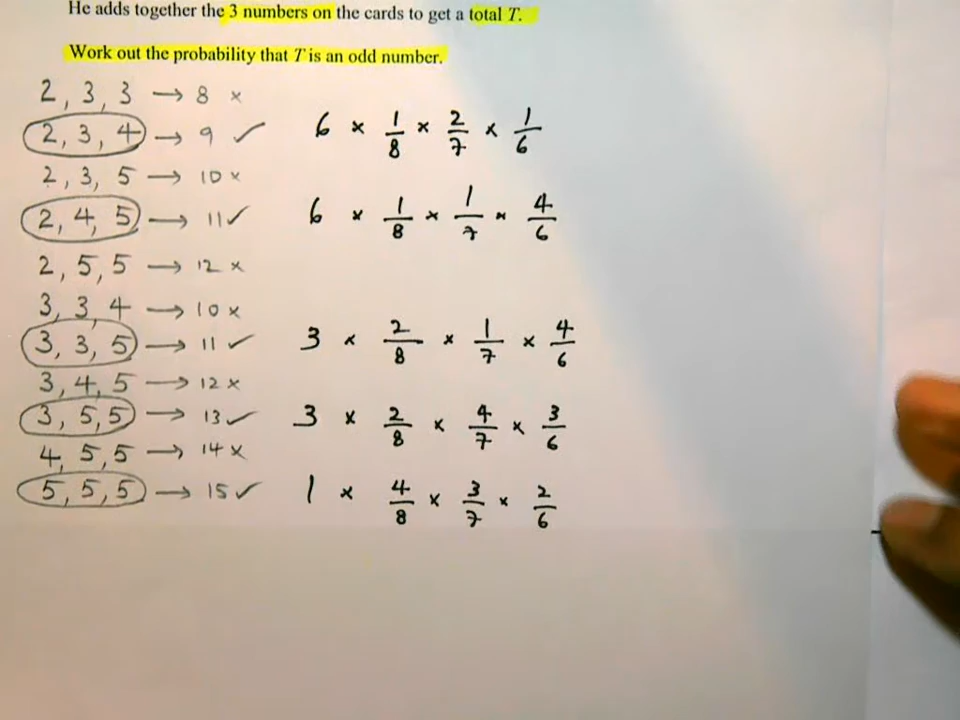 He adds together the 3 numbers on the cards to get a total T.
Work out the probability that T is an odd number.
2, 3, 3 → 8 ×
2, 3, 4 → 9 ✓ 6 × 1/8 × 2/7 × 1/6
2, 3, 5 → 10 ×
2, 4, 5 → 11 ✓ 6 × 1/8 × 1/7 × 4/6
2, 5, 5 → 12 ×
3, 3, 4 → 10 ×
3, 3, 5 → 11 ✓ 3 × 2/8 × 1/7 × 4/6
3, 4, 5 → 12 ×
3, 5, 5 → 13 ✓ 3 × 2/8 × 4/7 × 3/6
4, 5, 5 → 14 ×
5, 5, 5 → 15 ✓ 1 × 4/8 × 3/7 × 2/6